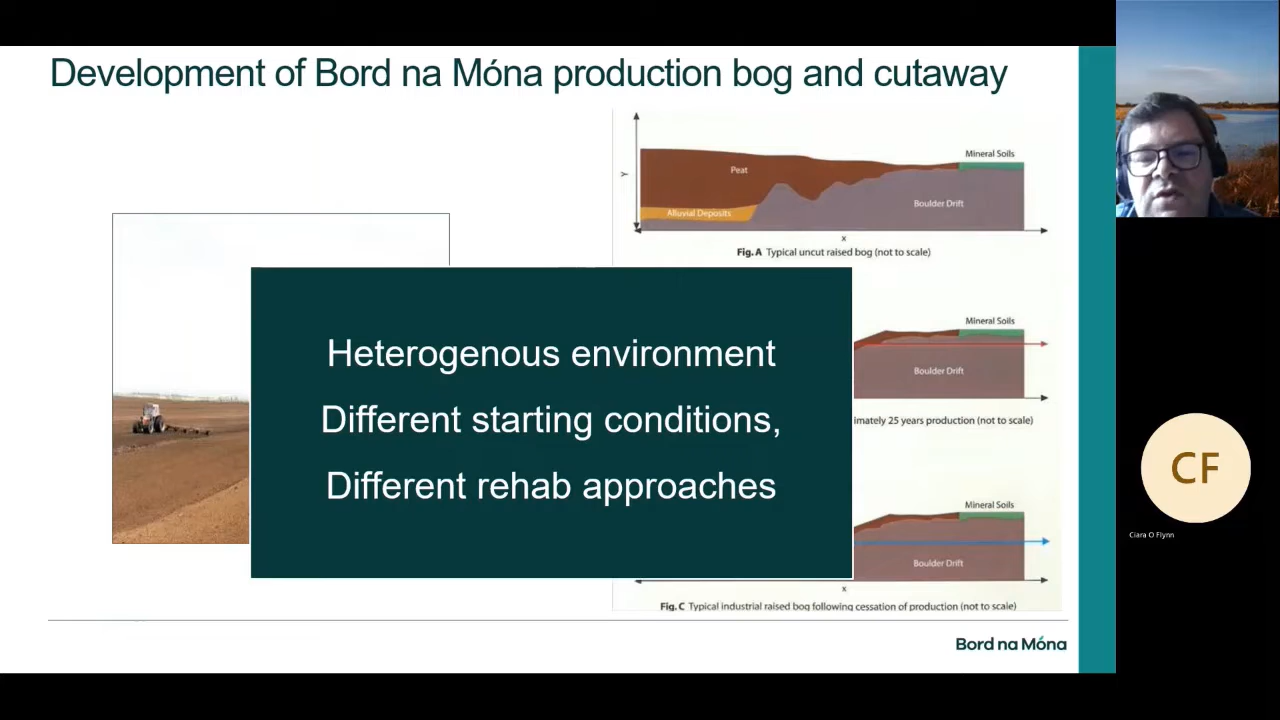 Development of Bord na Móna production bog and cutaway
Mineral Soils
Peat
Y
Alluvial Deposits
Boulder Drift
x
Fig. A Typical uncut raised bog (not to scale)
Heterogenous environment
Different starting conditions,
Different rehab approaches
Mineral Soils
Boulder Drift
imately 25 years production (not to scale)
Mineral Soils
Boulder Drift
x
Fig. C Typical industrial raised bog following cessation of production (not to scale)
Bord na Móna
CF
Ciara O Flynn